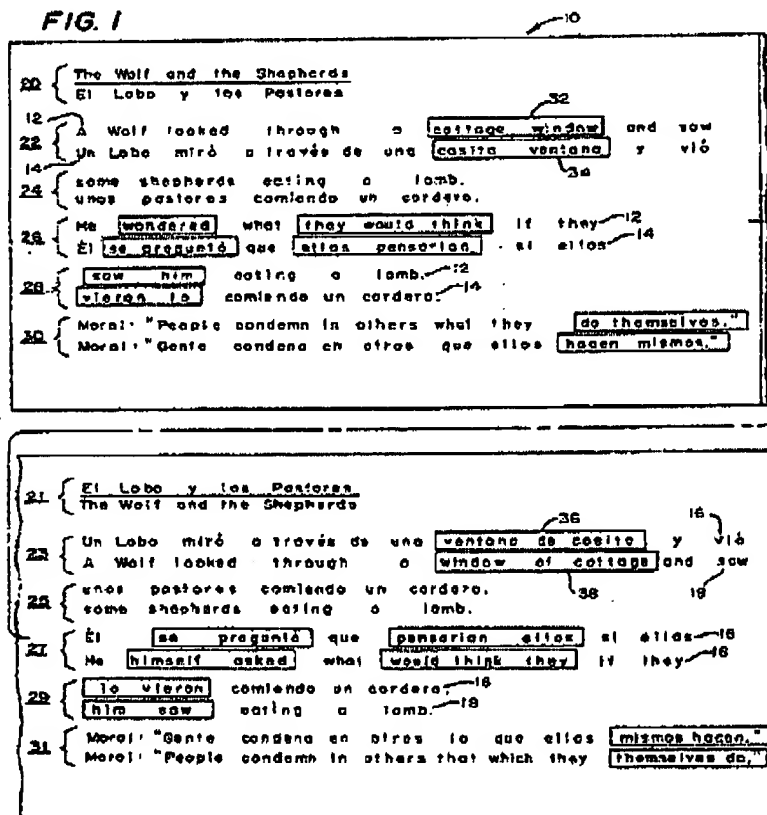 FIG. 1
10
20 { The Wolf and the Shepherds
El Lobo y los Pastores
32
12
22 { A Wolf looked through a cottage window and saw
14 Un Lobo miró a través de una casita ventana y vió
34
24 { some shepherds eating a lamb.
unos pastores comiendo un cordero.
26 { He wondered what they would think if they 12
Él se preguntó que ellos pensarian si ellos 14
28 { saw him eating a lamb. 12
vieron lo comiendo un cordero. 14
30 { Moral: "People condemn in others what they do themselves."
Moral: "Gente condena en otros que ellos hacen mismos."
21 { El Lobo y los Pastores
The Wolf and the Shepherds
36 16
23 { Un Lobo miró a través de una ventana de casita y vió
A Wolf looked through a window of cottage and saw
38 18
25 { unos pastores comiendo un cordero.
some shepherds eating a lamb.
27 { Él se preguntó que pensarian ellos si ellos 16
He himself asked what would think they if they
29 { lo vieron comiendo un cordero. 16
him saw eating a lamb. 18
31 { Moral: "Gente condena en otros lo que ellos mismos hacen."
Moral: "People condemn in others that which they themselves do."